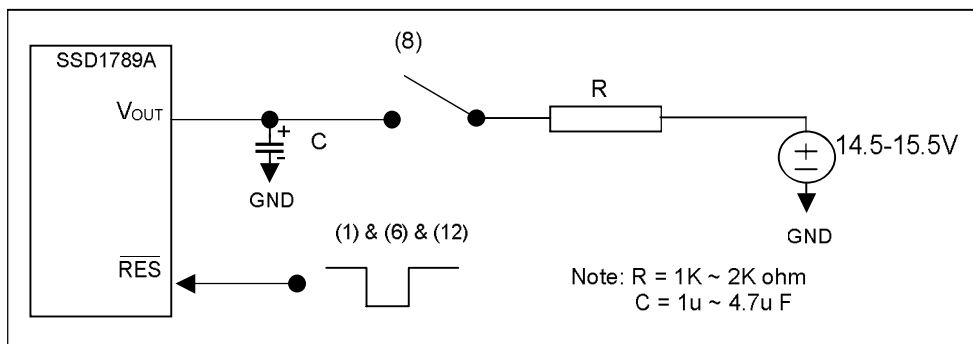 SSD1789A
(8)
R
VOUT
+
C
-
+
−
14.5-15.5V
GND
GND
(1) & (6) & (12)
RES
Note: R = 1K ~ 2K ohm
C = 1u ~ 4.7u F